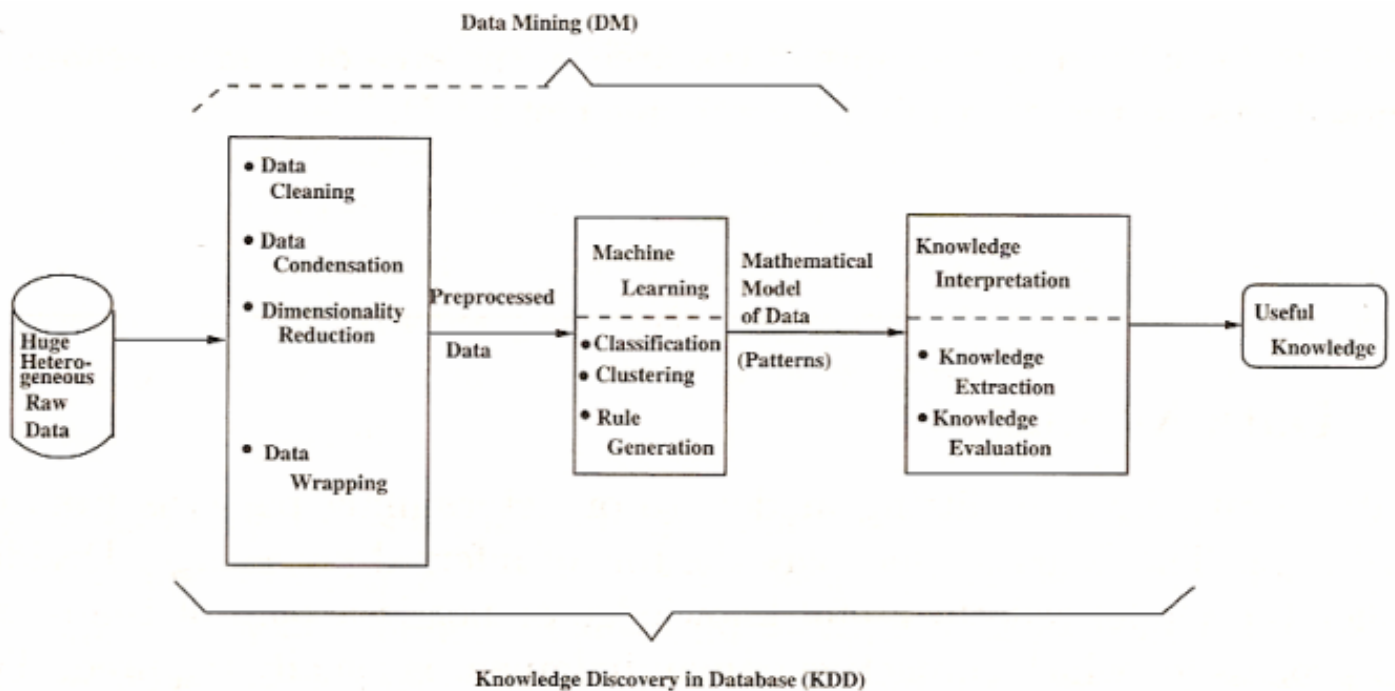 Data Mining (DM)
Huge
Hetero-
geneous
Raw
Data
• Data
Cleaning
• Data
Condensation
• Dimensionality
Reduction
• Data
Wrapping
Preprocessed
Data
Machine
Learning
• Classification
• Clustering
• Rule
Generation
Mathematical
Model
of Data
(Patterns)
Knowledge
Interpretation
• Knowledge
Extraction
• Knowledge
Evaluation
Useful
Knowledge
Knowledge Discovery in Database (KDD)